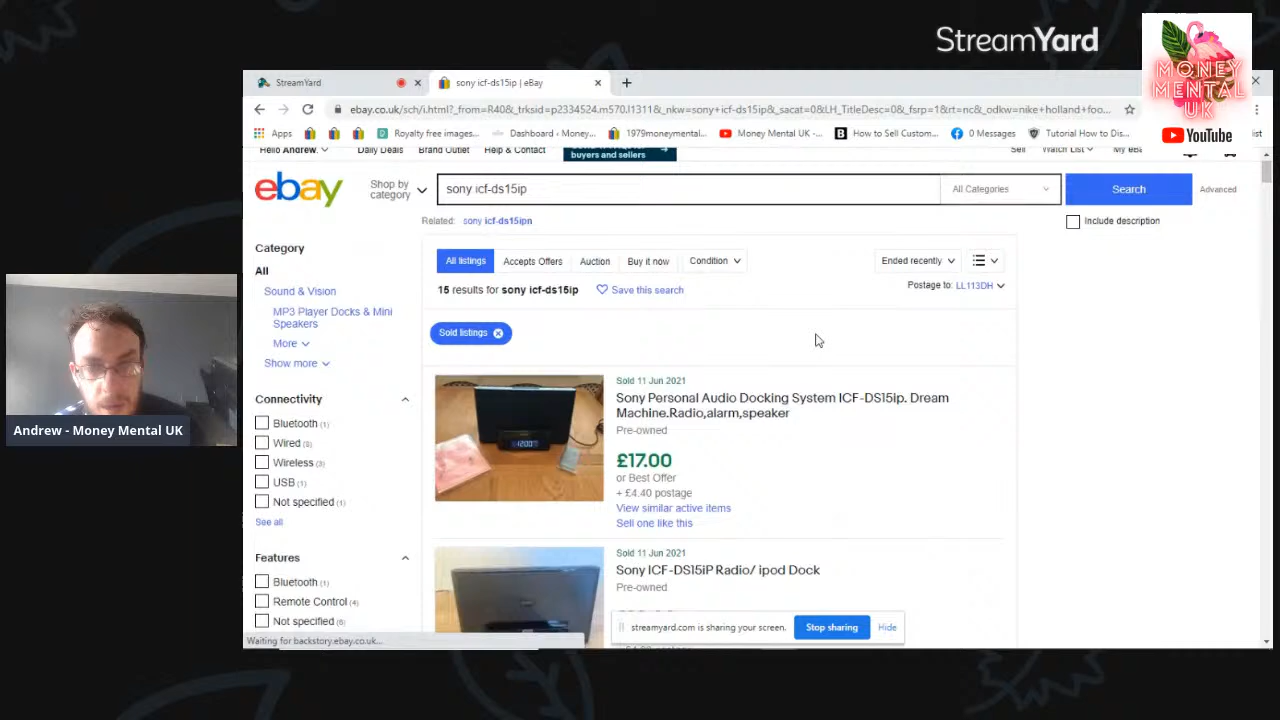 StreamYard
MONEY
MENTAL
UK
YouTube
StreamYard
sony icf-ds15ip | eBay
ebay.co.uk/sch/i.html?_from=R40&_trksid=p2334524.m570.l1311&_nkw=sony+icf-ds15ip&_sacat=0&LH_TitleDesc=0&_fsrp=1&rt=nc&_odkw=nike+holland+foo...
Apps
Royalty free images...
Dashboard ‹ Money...
1979moneymental...
Money Mental UK -...
How to Sell Custom...
0 Messages
Tutorial How to Dis...
list
Hello Andrew.
Daily Deals
Brand Outlet
Help & Contact
buyers and sellers
Sell
Watch List
My eBay
ebay
Shop by
category
sony icf-ds15ip
All Categories
Search
Advanced
Related: sony icf-ds15ipn
Include description
Category
All
Sound & Vision
MP3 Player Docks & Mini
Speakers
More
Show more
All listings
Accepts Offers
Auction
Buy it now
Condition
Ended recently
15 results for sony icf-ds15ip
Save this search
Postage to: LL113DH
Sold listings
Connectivity
Bluetooth (1)
Wired (9)
Wireless (3)
USB (1)
Not specified (1)
See all
Features
Bluetooth (1)
Remote Control (4)
Not specified (6)
Sold 11 Jun 2021
Sony Personal Audio Docking System ICF-DS15ip. Dream
Machine.Radio,alarm,speaker
Pre-owned
£17.00
or Best Offer
+ £4.40 postage
View similar active items
Sell one like this
Sold 11 Jun 2021
Sony ICF-DS15iP Radio/ ipod Dock
Pre-owned
streamyard.com is sharing your screen.
Stop sharing
Hide
Waiting for backstory.ebay.co.uk...
Andrew - Money Mental UK